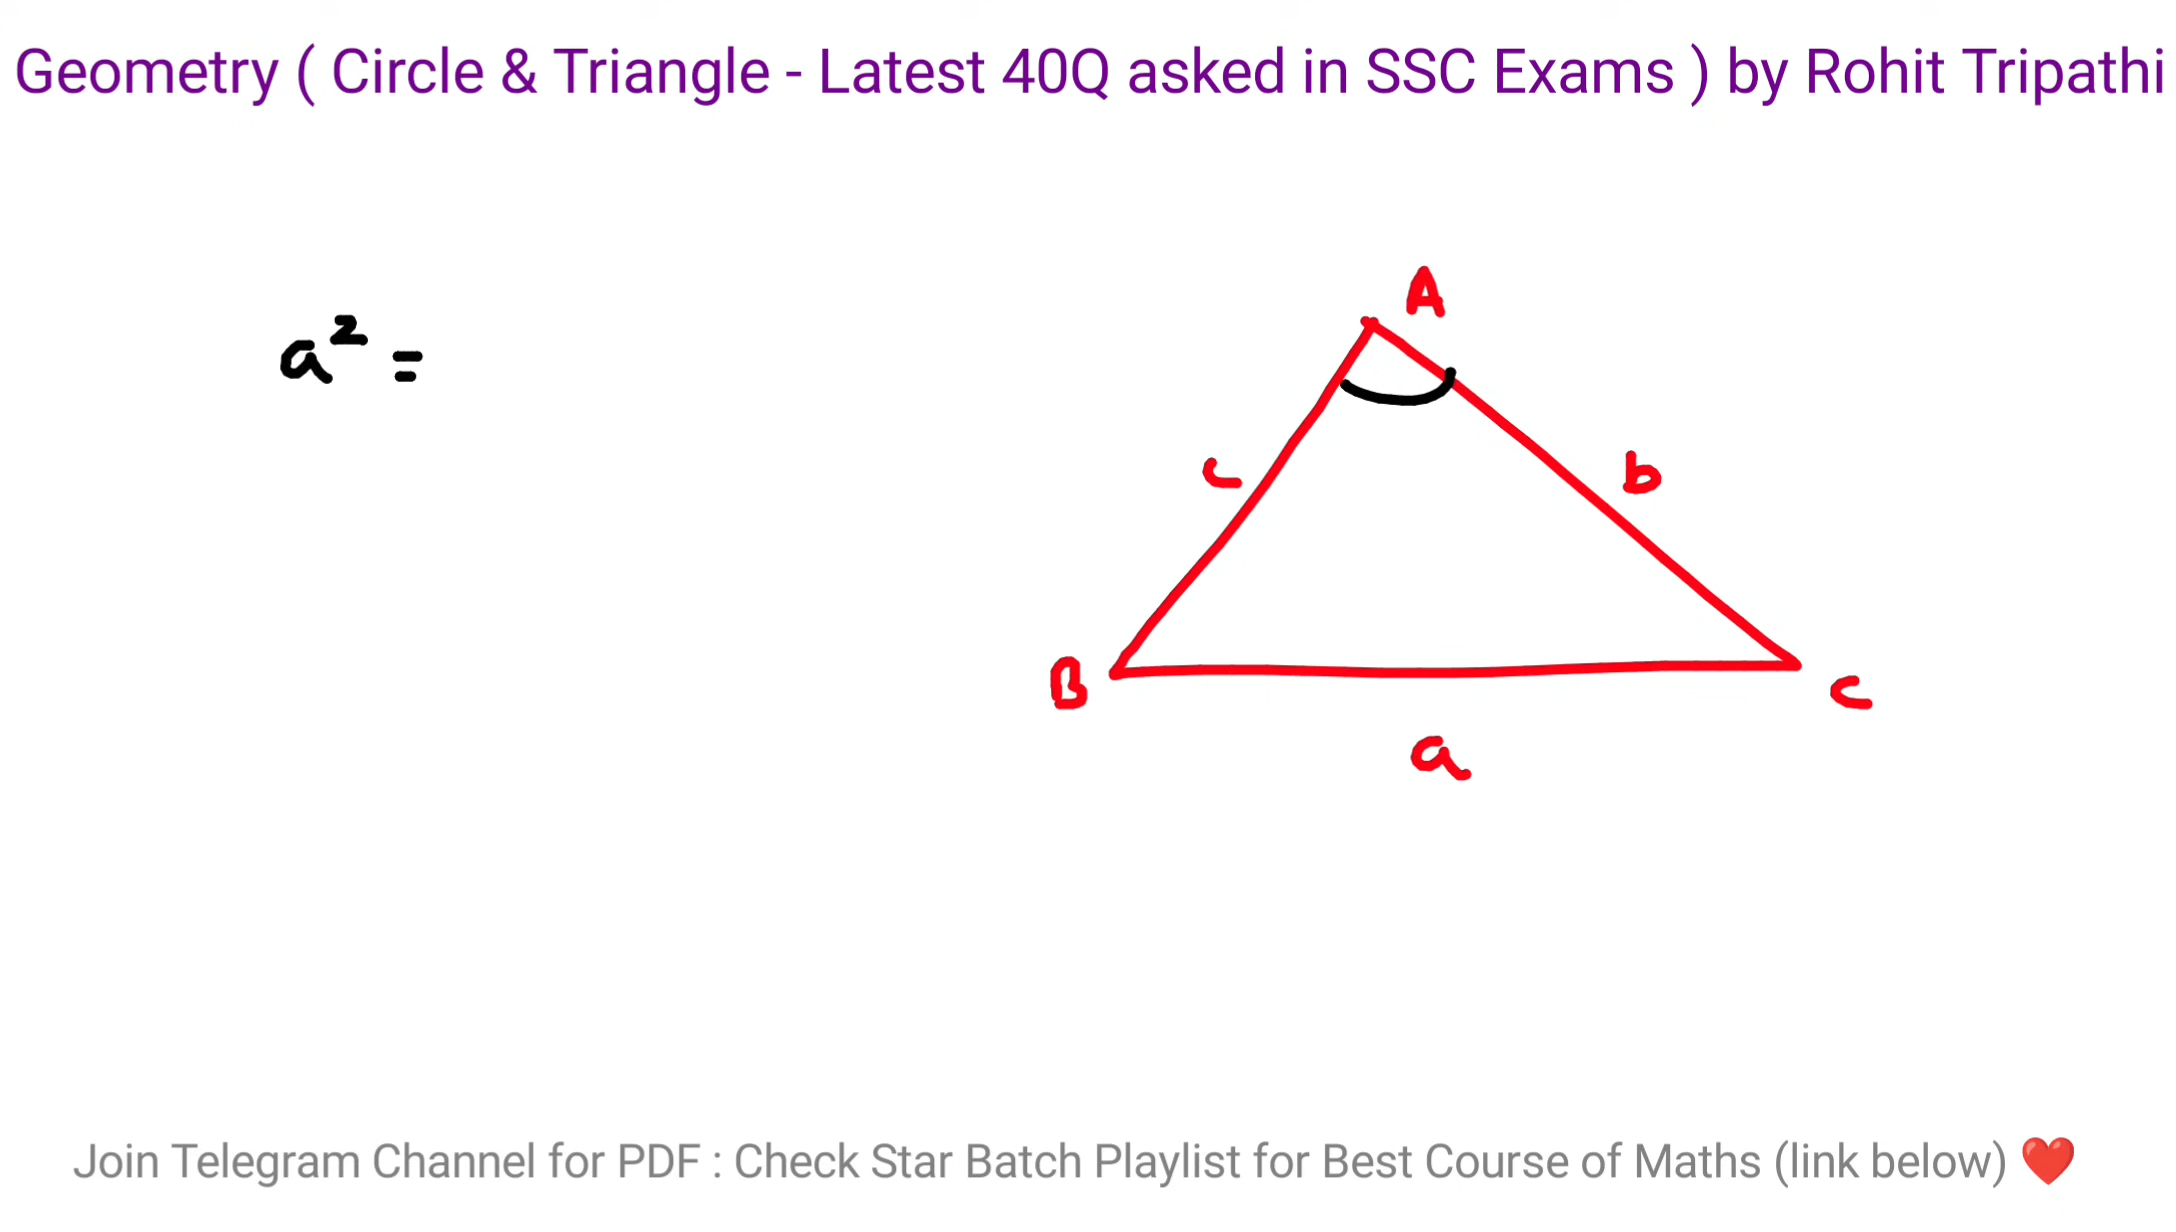 Geometry ( Circle & Triangle - Latest 40Q asked in SSC Exams ) by Rohit Tripathi
A
a² =
c
b
B
C
a
Join Telegram Channel for PDF : Check Star Batch Playlist for Best Course of Maths (link below) ❤️